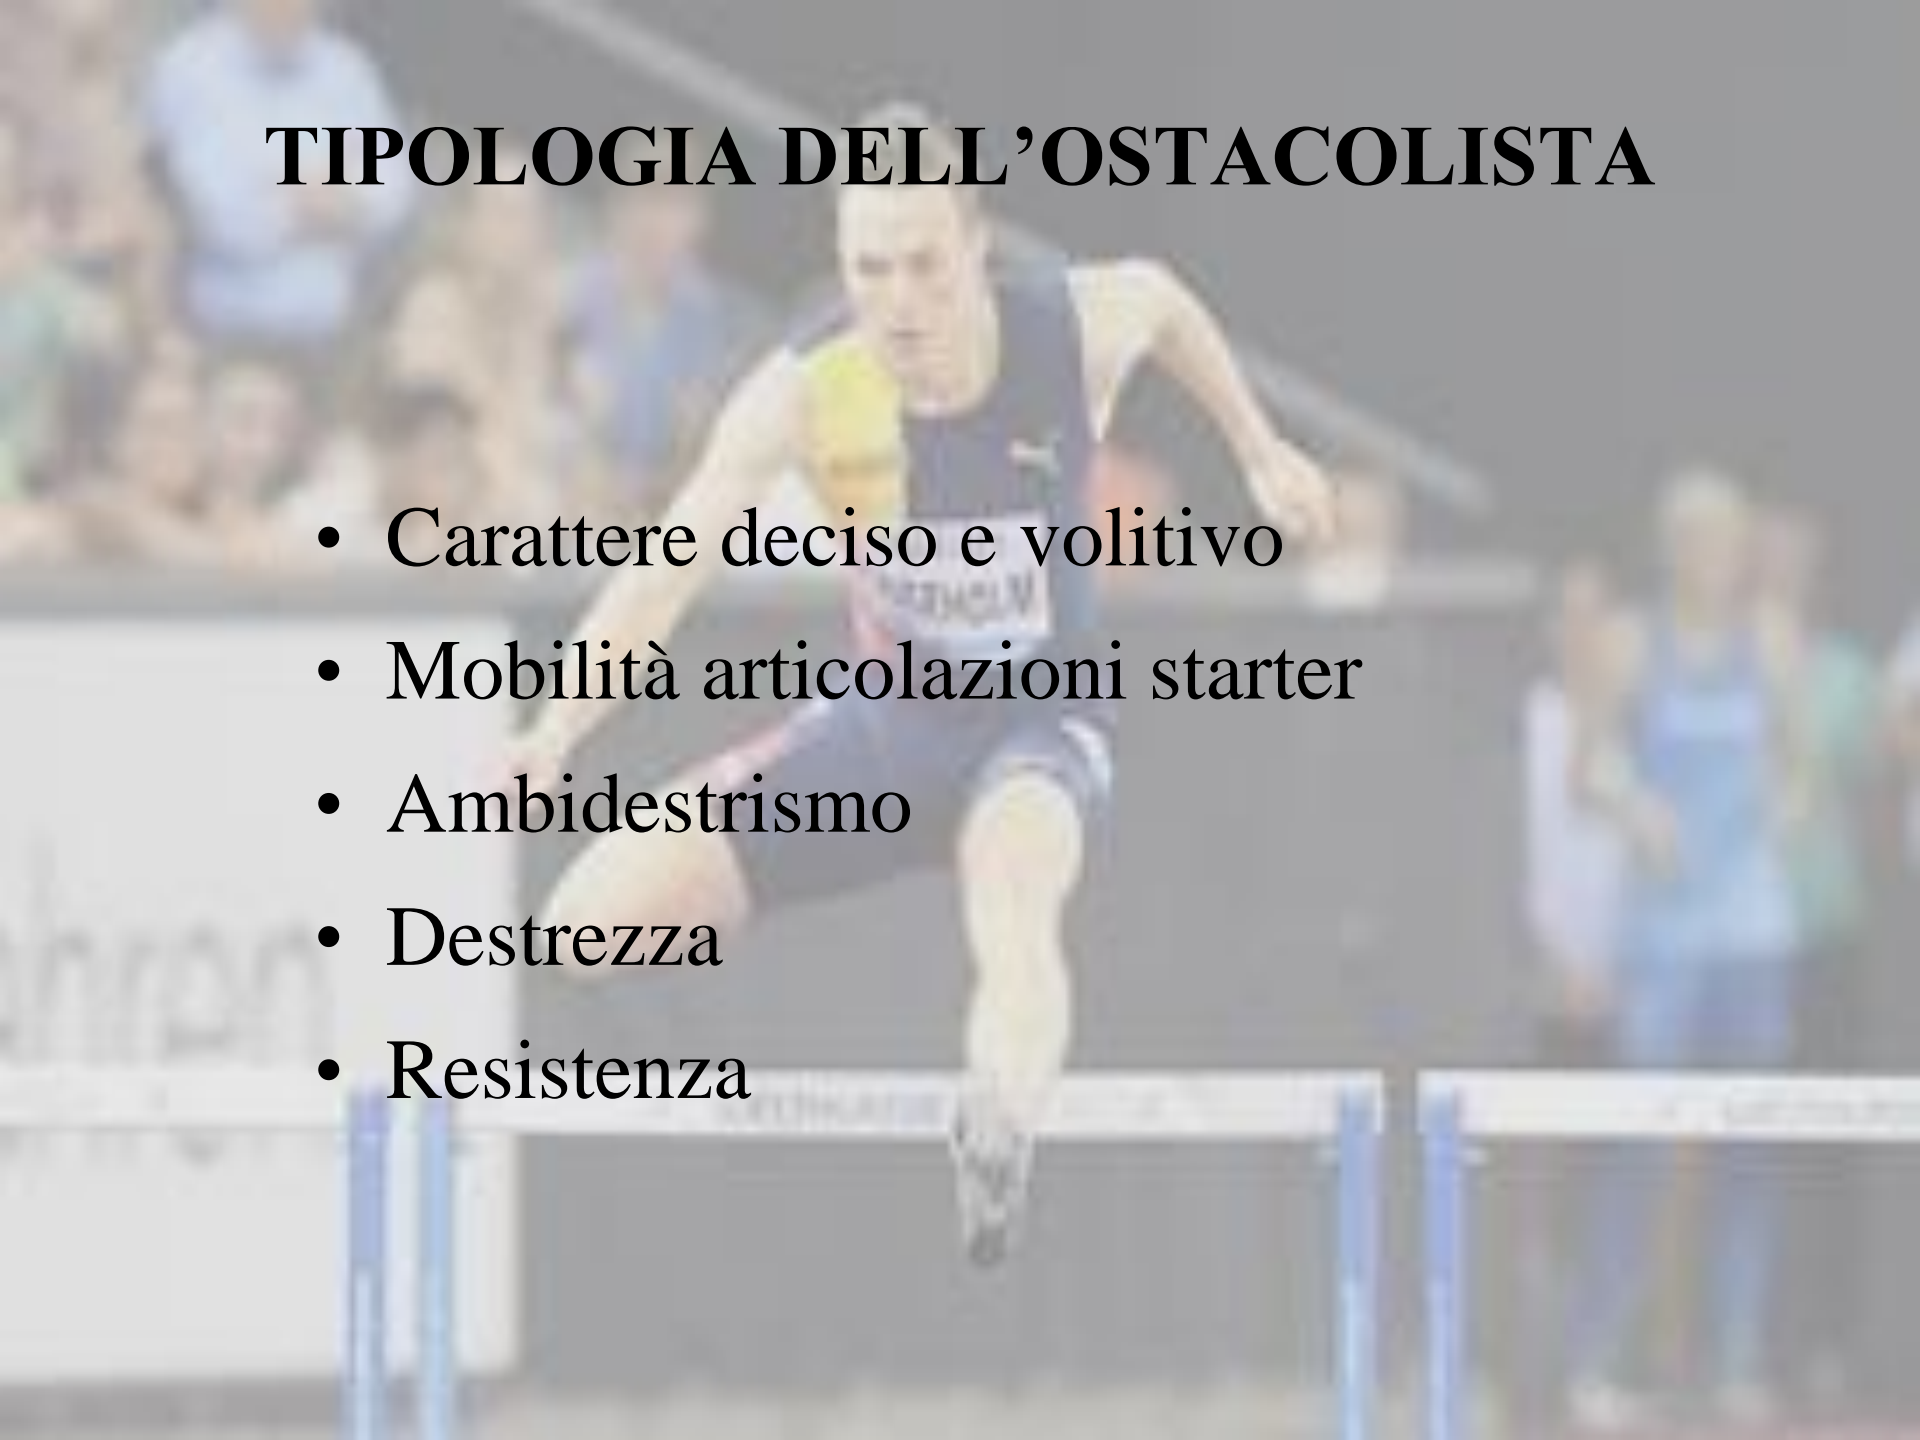 TIPOLOGIA DELL’OSTACOLISTA
• Carattere deciso e volitivo
• Mobilità articolazioni starter
• Ambidestrismo
• Destrezza
• Resistenza